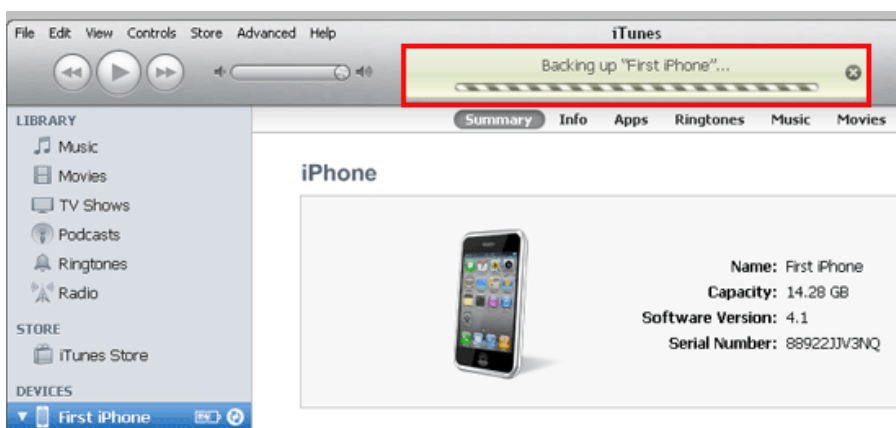 File Edit View Controls Store Advanced Help
iTunes
Backing up "First iPhone"...
Summary Info Apps Ringtones Music Movies
LIBRARY
Music
Movies
TV Shows
Podcasts
Ringtones
Radio
STORE
iTunes Store
DEVICES
First iPhone
iPhone
Name: First iPhone
Capacity: 14.28 GB
Software Version: 4.1
Serial Number: 88922JJV3NQ